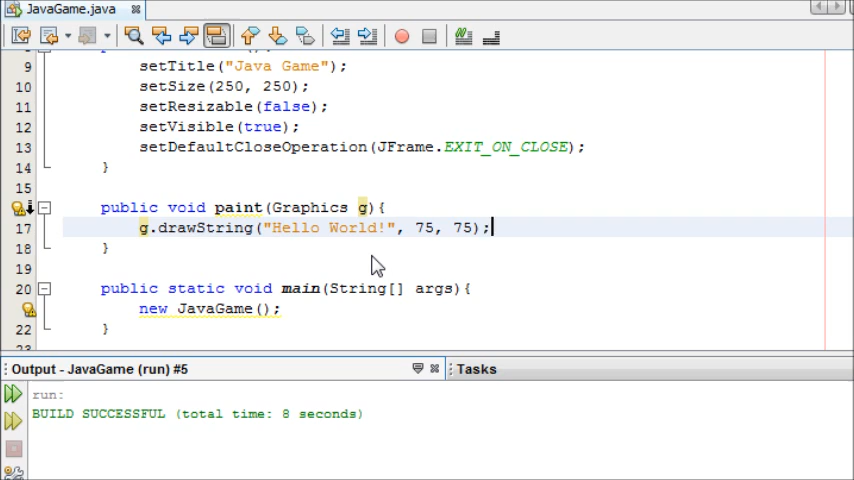 JavaGame.java
9 setTitle("Java Game");
10 setSize(250, 250);
11 setResizable(false);
12 setVisible(true);
13 setDefaultCloseOperation(JFrame.EXIT_ON_CLOSE);
14 }
15
16 public void paint(Graphics g){
17 g.drawString("Hello World!", 75, 75);
18 }
19
20 public static void main(String[] args){
new JavaGame();
22 }
Output - JavaGame (run) #5
Tasks
run:
BUILD SUCCESSFUL (total time: 8 seconds)